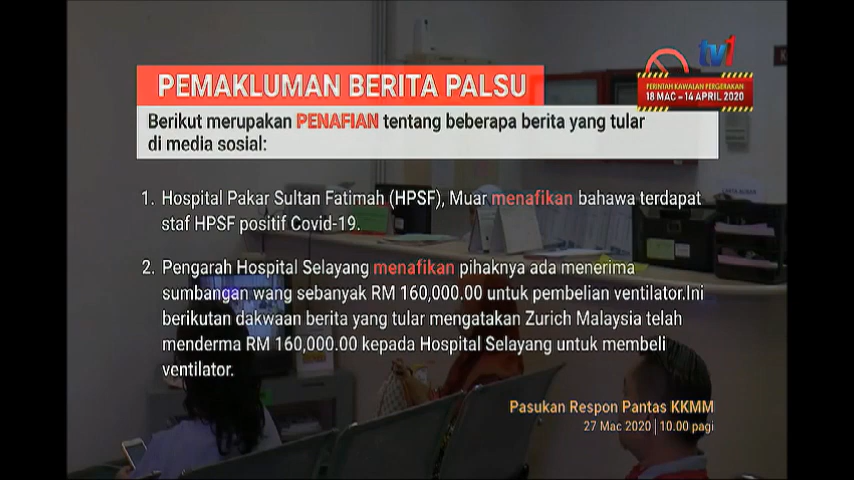 tv1
PERINTAH KAWALAN PERGERAKAN
18 MAC – 14 APRIL 2020
PEMAKLUMAN BERITA PALSU
Berikut merupakan PENAFIAN tentang beberapa berita yang tular
di media sosial:
1. Hospital Pakar Sultan Fatimah (HPSF), Muar menafikan bahawa terdapat
staf HPSF positif Covid-19.
2. Pengarah Hospital Selayang menafikan pihaknya ada menerima
sumbangan wang sebanyak RM 160,000.00 untuk pembelian ventilator.Ini
berikutan dakwaan berita yang tular mengatakan Zurich Malaysia telah
menderma RM 160,000.00 kepada Hospital Selayang untuk membeli
ventilator.
Pasukan Respon Pantas KKMM
27 Mac 2020 | 10.00 pagi